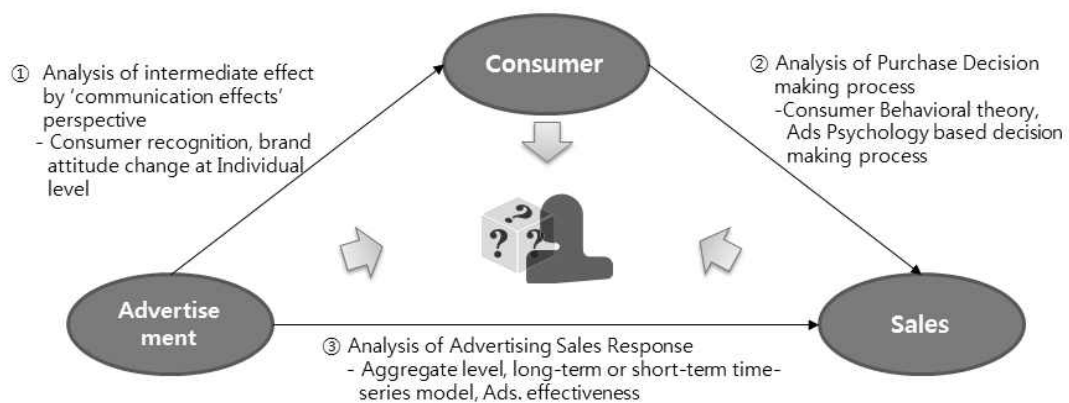 Consumer
① Analysis of intermediate effect
by 'communication effects'
perspective
- Consumer recognition, brand
attitude change at Individual
level
② Analysis of Purchase Decision
making process
-Consumer Behavioral theory,
Ads Psychology based decision
making process
? ? ?
Advertise
ment
Sales
③ Analysis of Advertising Sales Response
- Aggregate level, long-term or short-term time-
series model, Ads. effectiveness